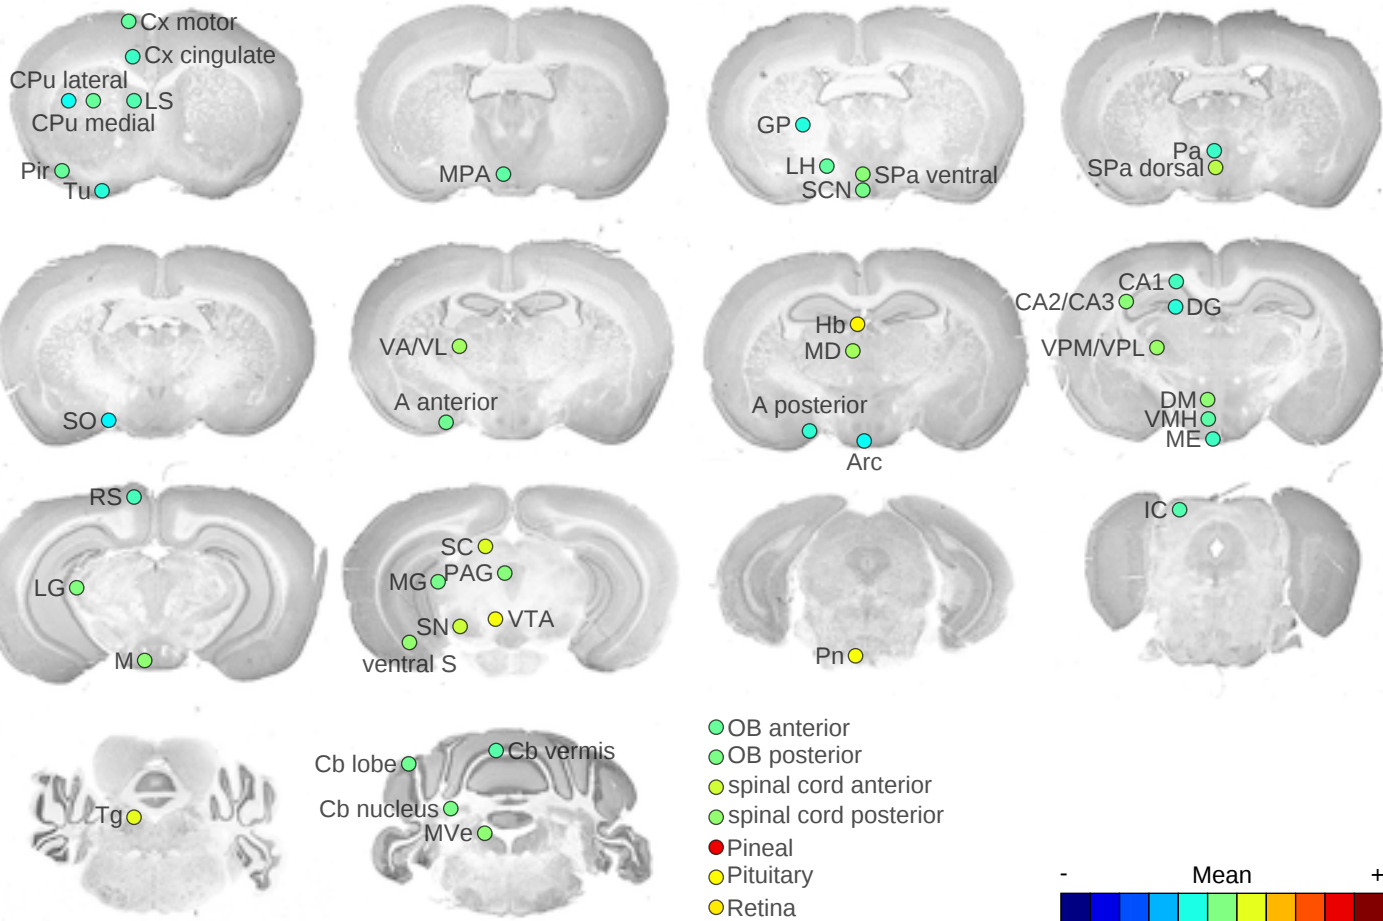 Cx motor
Cx cingulate
CPu lateral
LS
CPu medial
Pir
Tu
MPA
GP
LH
SPa ventral
SCN
Pa
SPa dorsal
SO
VA/VL
A anterior
Hb
MD
A posterior
Arc
CA1
CA2/CA3
DG
VPM/VPL
DM
VMH
ME
RS
LG
M
SC
MG
PAG
SN
VTA
ventral S
Pn
IC
Tg
Cb lobe
Cb vermis
Cb nucleus
MVe
OB anterior
OB posterior
spinal cord anterior
spinal cord posterior
Pineal
Pituitary
Retina
- Mean +